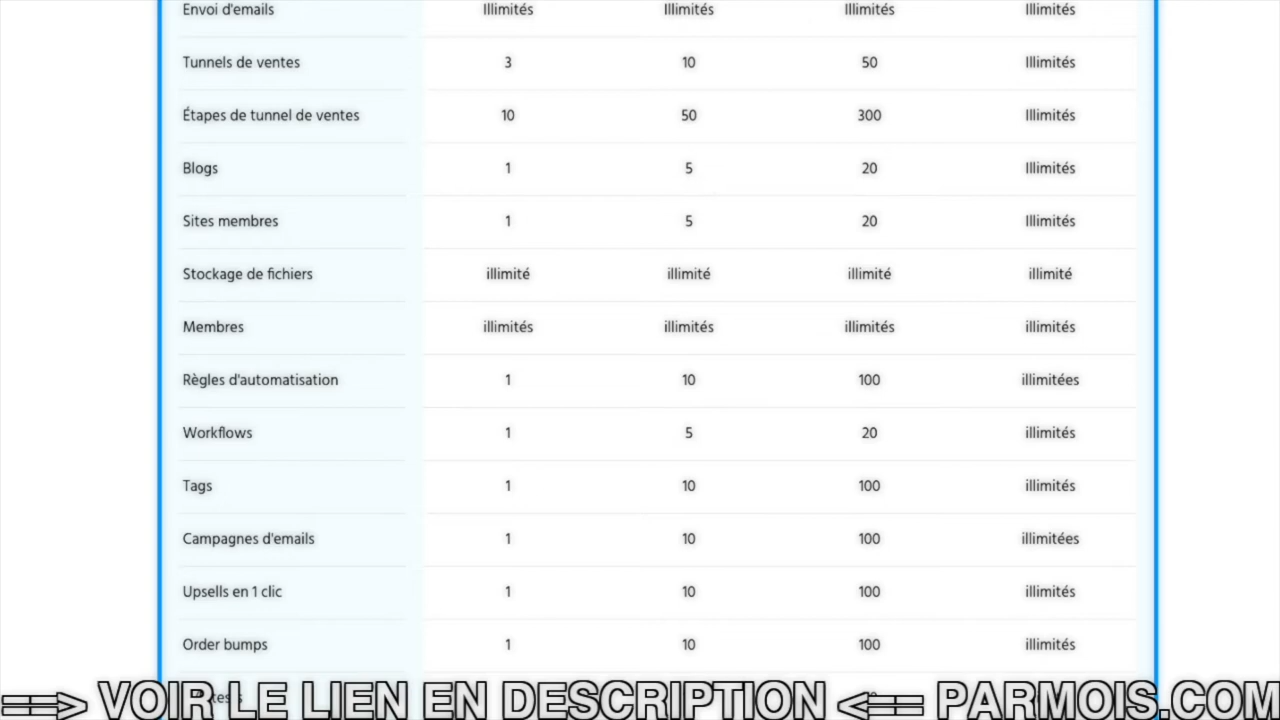 Envoi d'emails Illimités Illimités Illimités Illimités
Tunnels de ventes 3 10 50 Illimités
Étapes de tunnel de ventes 10 50 300 Illimités
Blogs 1 5 20 Illimités
Sites membres 1 5 20 Illimités
Stockage de fichiers illimité illimité illimité illimité
Membres illimités illimités illimités illimités
Règles d'automatisation 1 10 100 illimitées
Workflows 1 5 20 illimités
Tags 1 10 100 illimités
Campagnes d'emails 1 10 100 illimitées
Upsells en 1 clic 1 10 100 illimités
Order bumps 1 10 100 illimités
==> VOIR LE LIEN EN DESCRIPTION <== PARMOIS.COM